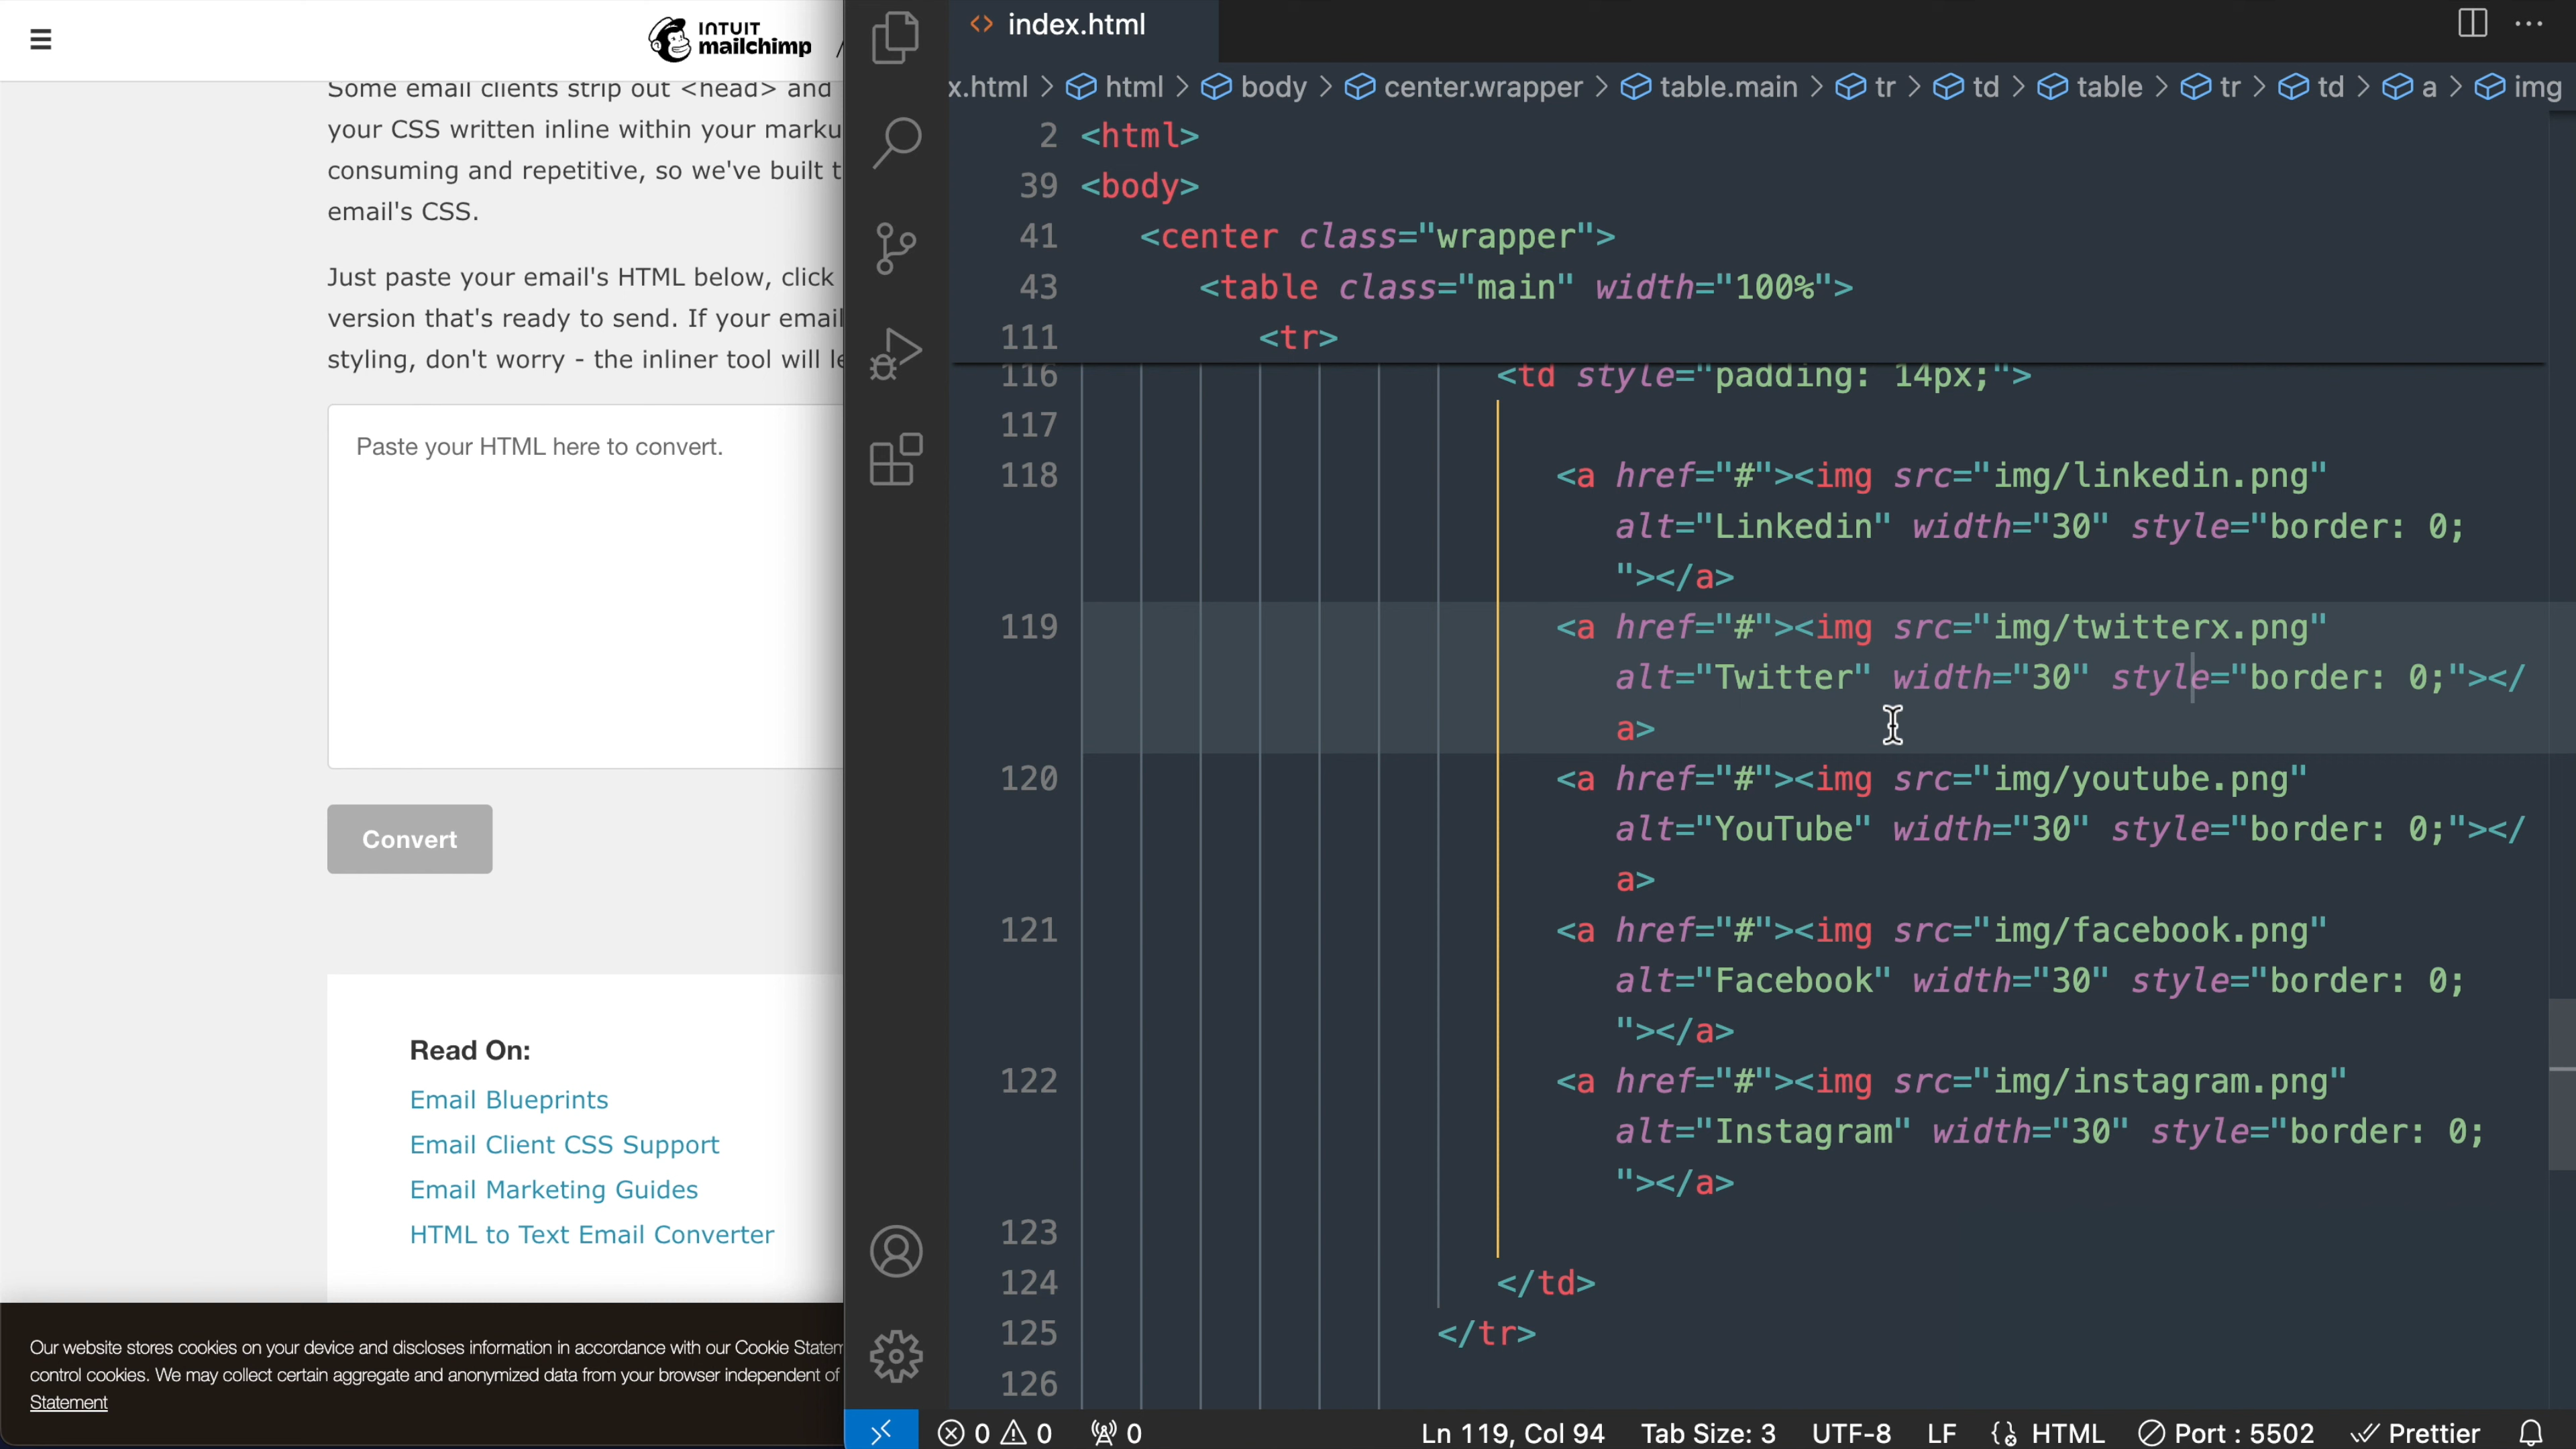 INTUIT
mailchimp
Some email clients strip out <head> and
your CSS written inline within your marku
consuming and repetitive, so we've built t
email's CSS.
Just paste your email's HTML below, click
version that's ready to send. If your email
styling, don't worry - the inliner tool will le
Paste your HTML here to convert.
Convert
Read On:
Email Blueprints
Email Client CSS Support
Email Marketing Guides
HTML to Text Email Converter
Our website stores cookies on your device and discloses information in accordance with our Cookie Statem
control cookies. We may collect certain aggregate and anonymized data from your browser independent of
Statement
<> index.html
x.html > html > body > center.wrapper > table.main > tr > td > table > tr > td > a > img
2 <html>
39 <body>
41 <center class="wrapper">
43 <table class="main" width="100%">
111 <tr>
116 <td style="padding: 14px;">
117
118 <a href="#"><img src="img/linkedin.png"
alt="Linkedin" width="30" style="border: 0;
"></a>
119 <a href="#"><img src="img/twitterx.png"
alt="Twitter" width="30" style="border: 0;"></
a>
120 <a href="#"><img src="img/youtube.png"
alt="YouTube" width="30" style="border: 0;"></
a>
121 <a href="#"><img src="img/facebook.png"
alt="Facebook" width="30" style="border: 0;
"></a>
122 <a href="#"><img src="img/instagram.png"
alt="Instagram" width="30" style="border: 0;
"></a>
123
124 </td>
125 </tr>
126
0 0 0 Ln 119, Col 94 Tab Size: 3 UTF-8 LF HTML Port : 5502 Prettier